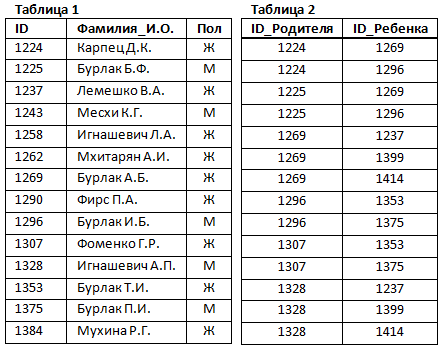 Таблица 1 Таблица 2
ID Фамилия_И.О. Пол ID_Родителя ID_Ребенка
1224 Карпец Д.К. Ж 1224 1269
1225 Бурлак Б.Ф. М 1224 1296
1237 Лемешко В.А. Ж 1225 1269
1243 Месхи К.Г. М 1225 1296
1258 Игнашевич Л.А. Ж 1269 1237
1262 Мхитарян А.И. Ж 1269 1399
1269 Бурлак А.Б. Ж 1269 1414
1290 Фирс П.А. Ж 1296 1353
1296 Бурлак И.Б. М 1296 1375
1307 Фоменко Г.Р. Ж 1307 1353
1328 Игнашевич А.П. М 1307 1375
1353 Бурлак Т.И. Ж 1328 1237
1375 Бурлак П.И. М 1328 1399
1384 Мухина Р.Г. Ж 1328 1414